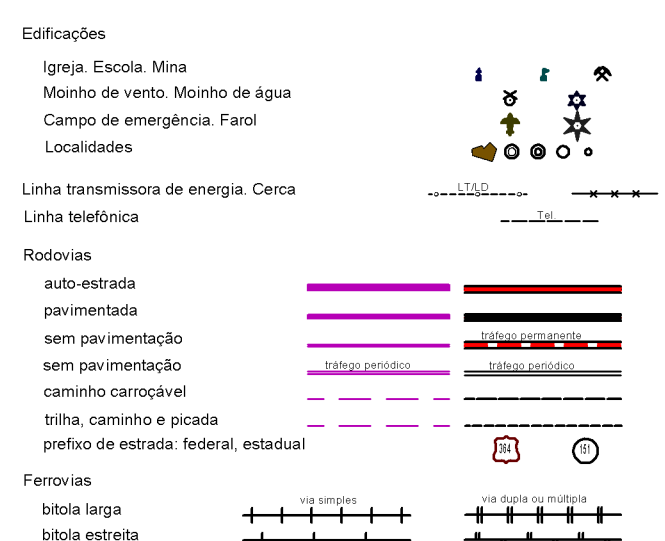 Edificações
Igreja. Escola. Mina
Moinho de vento. Moinho de água
Campo de emergência. Farol
Localidades
Linha transmissora de energia. Cerca LT/LD
Linha telefônica Tel.
Rodovias
auto-estrada
pavimentada
sem pavimentação tráfego permanente
sem pavimentação tráfego periódico tráfego periódico
caminho carroçável
trilha, caminho e picada
prefixo de estrada: federal, estadual 364 151
Ferrovias
bitola larga via simples via dupla ou múltipla
bitola estreita